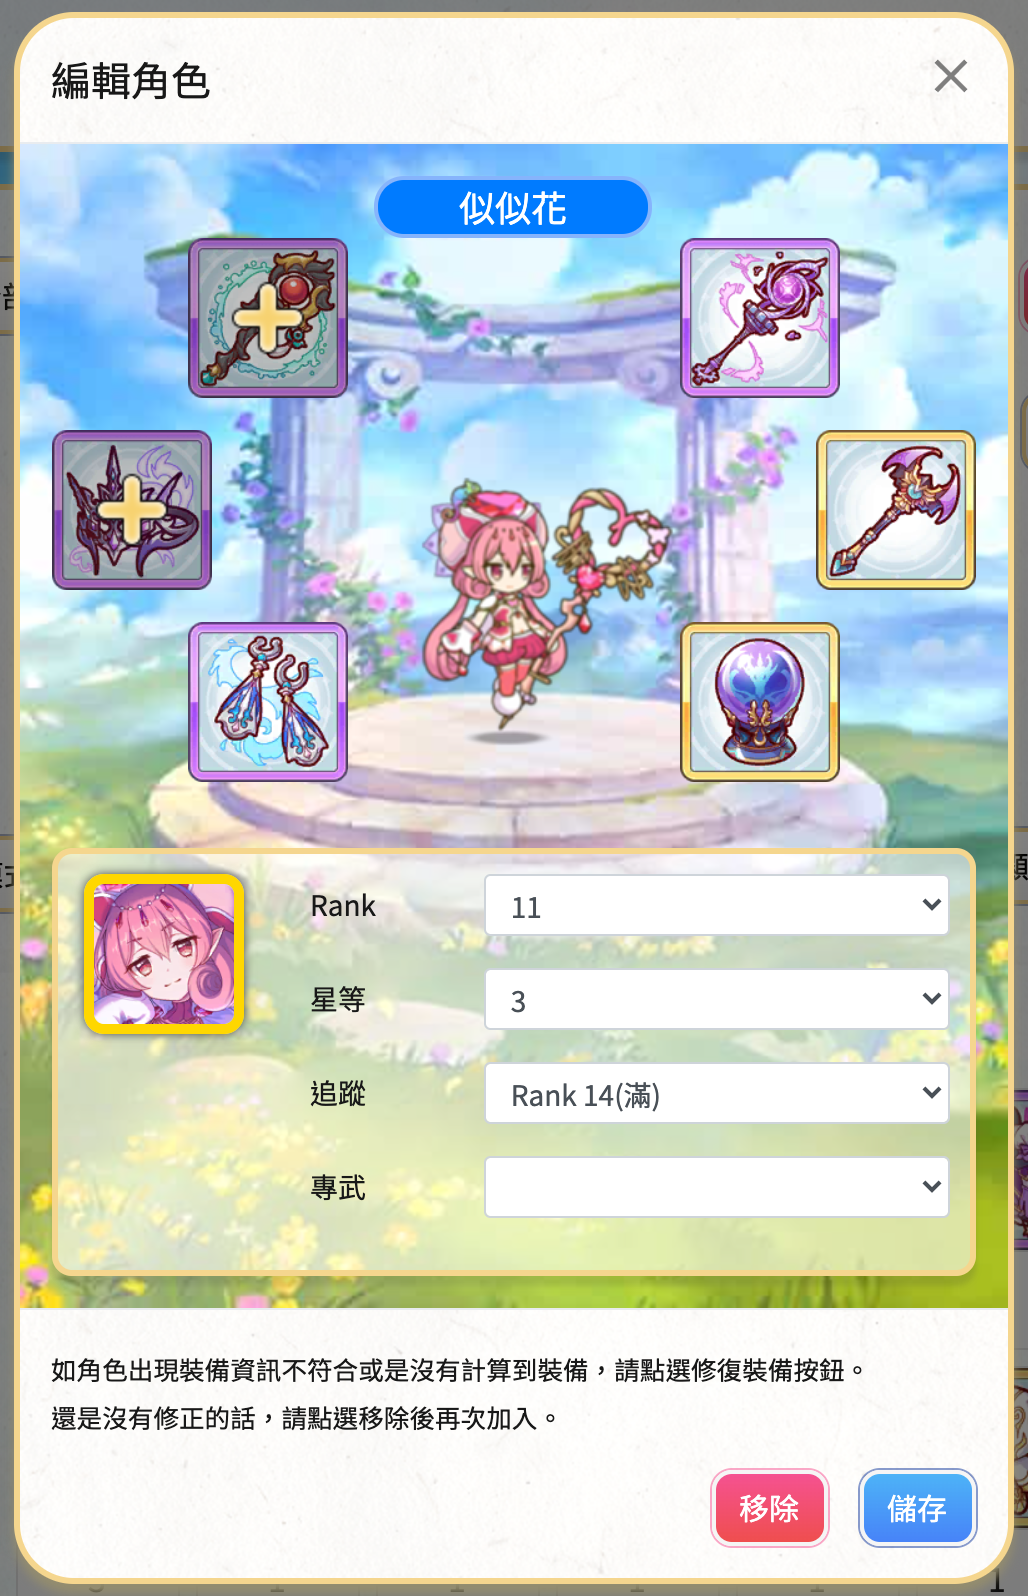 編輯角色
似似花
Rank
11
星等
3
追蹤
Rank 14(滿)
專武
如角色出現裝備資訊不符合或是沒有計算到裝備，請點選修復裝備按鈕。
還是沒有修正的話，請點選移除後再次加入。
移除
儲存